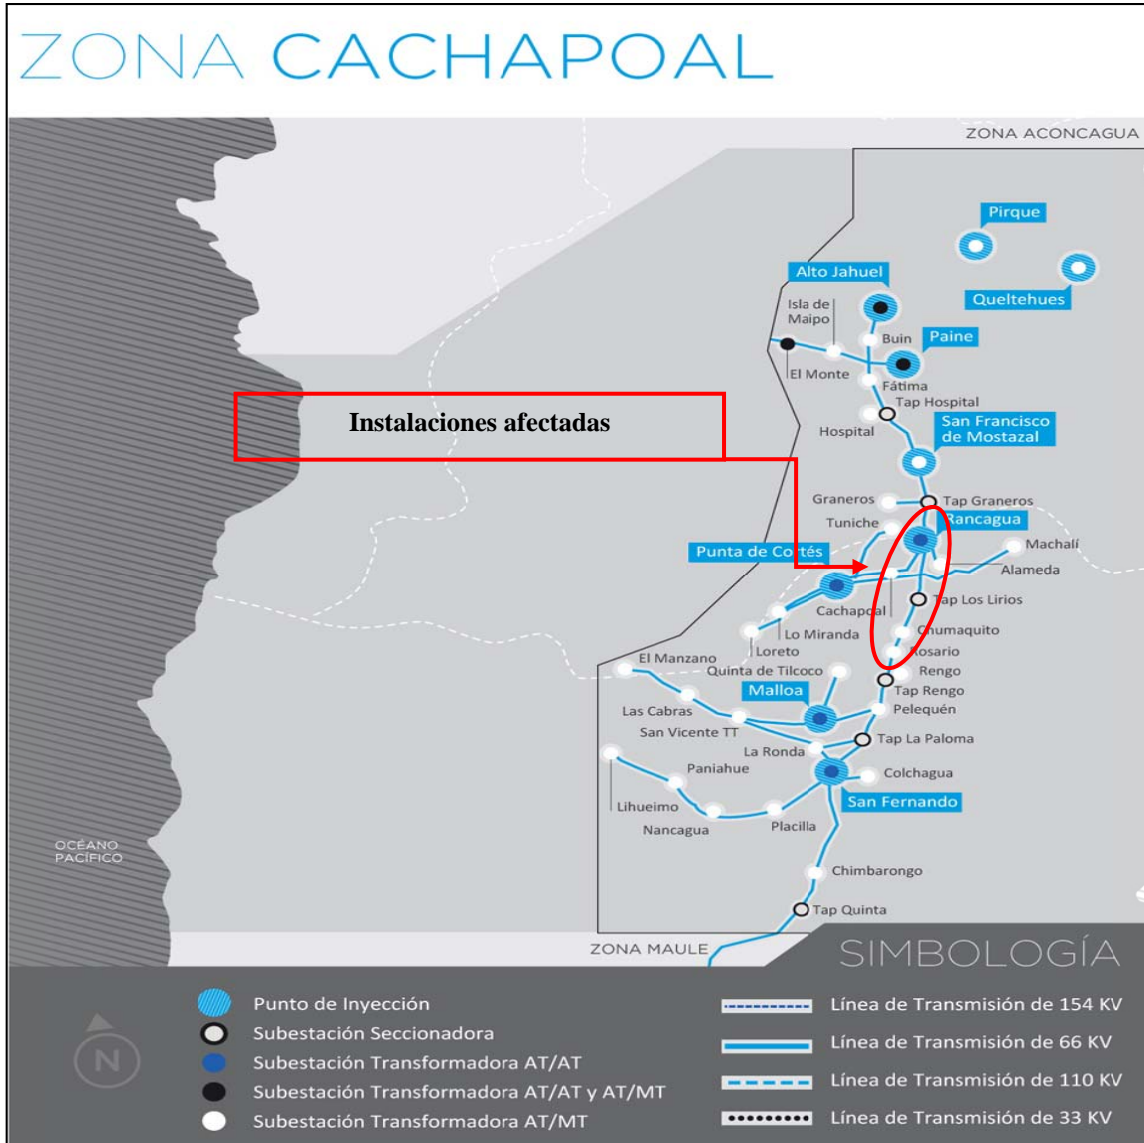 ZONA CACHAPOAL
ZONA ACONCAGUA
Pirque
Alto Jahuel
Queltehues
Isla de
Maipo
Buin
Paine
El Monte
Fátima
Tap Hospital
Hospital
San Francisco
de Mostazal
Instalaciones afectadas
Graneros
Tap Graneros
Tuniche
Rancagua
Punta de Cortés
Machalí
Alameda
Cachapoal
Tap Los Lirios
Lo Miranda
Chumaquito
Loreto
Rosario
El Manzano
Quinta de Tilcoco
Rengo
Tap Rengo
Malloa
Las Cabras
Pelequén
San Vicente TT
Tap La Paloma
La Ronda
Paniahue
Colchagua
Lihueimo
San Fernando
Nancagua
Placilla
OCÉANO
PACÍFICO
Chimbarongo
Tap Quinta
ZONA MAULE
SIMBOLOGÍA
Punto de Inyección
Subestación Seccionadora
Subestación Transformadora AT/AT
Subestación Transformadora AT/AT y AT/MT
Subestación Transformadora AT/MT
N
Línea de Transmisión de 154 KV
Línea de Transmisión de 66 KV
Línea de Transmisión de 110 KV
Línea de Transmisión de 33 KV